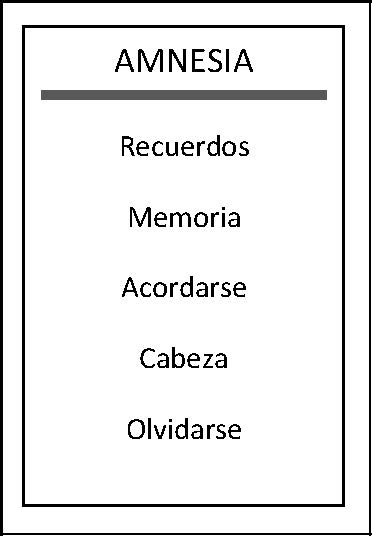 AMNESIA
Recuerdos
Memoria
Acordarse
Cabeza
Olvidarse